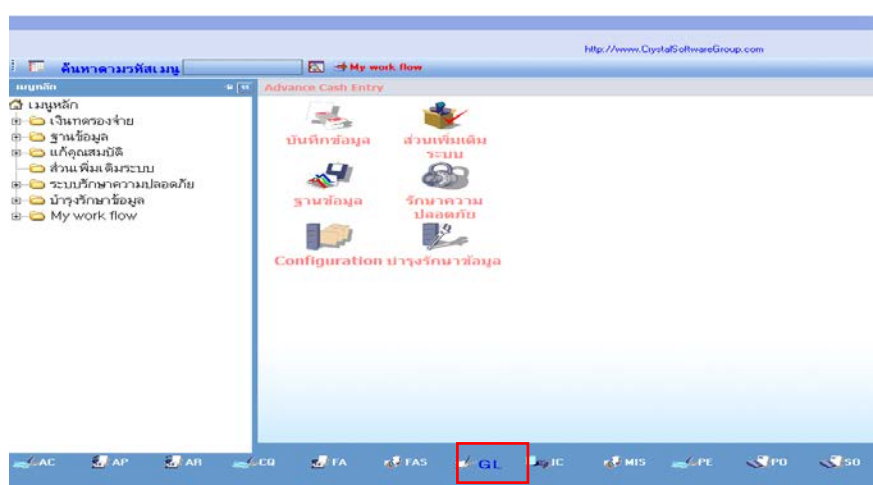 http://www.CrystalSoftwareGroup.com
ค้นหาตามรหัสเมนู
My work flow
เมนูหลัก
Advance Cash Entry
เมนูหลัก
เงินทดรองจ่าย
ฐานข้อมูล
แก้คุณสมบัติ
ส่วนเพิ่มเติมระบบ
ระบบรักษาความปลอดภัย
บำรุงรักษาข้อมูล
My work flow
บันทึกข้อมูล
ส่วนเพิ่มเติมระบบ
ฐานข้อมูล
รักษาความปลอดภัย
Configuration
บำรุงรักษาข้อมูล
AC AP AR CQ FA FAS GL IC MIS PE PO SO